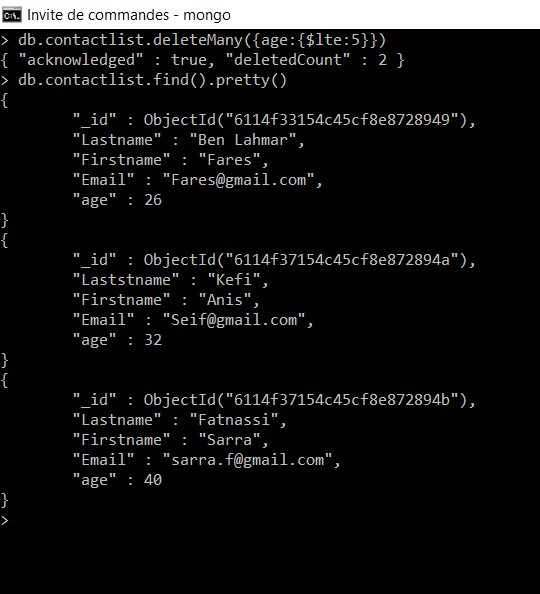 Invite de commandes - mongo
> db.contactlist.deleteMany({age:{$lte:5}})
{ "acknowledged" : true, "deletedCount" : 2 }
> db.contactlist.find().pretty()
{
        "_id" : ObjectId("6114f33154c45cf8e8728949"),
        "Lastname" : "Ben Lahmar",
        "Firstname" : "Fares",
        "Email" : "Fares@gmail.com",
        "age" : 26
}
{
        "_id" : ObjectId("6114f37154c45cf8e872894a"),
        "Laststname" : "Kefi",
        "Firstname" : "Anis",
        "Email" : "Seif@gmail.com",
        "age" : 32
}
{
        "_id" : ObjectId("6114f37154c45cf8e872894b"),
        "Lastname" : "Fatnassi",
        "Firstname" : "Sarra",
        "Email" : "sarra.f@gmail.com",
        "age" : 40
}
>